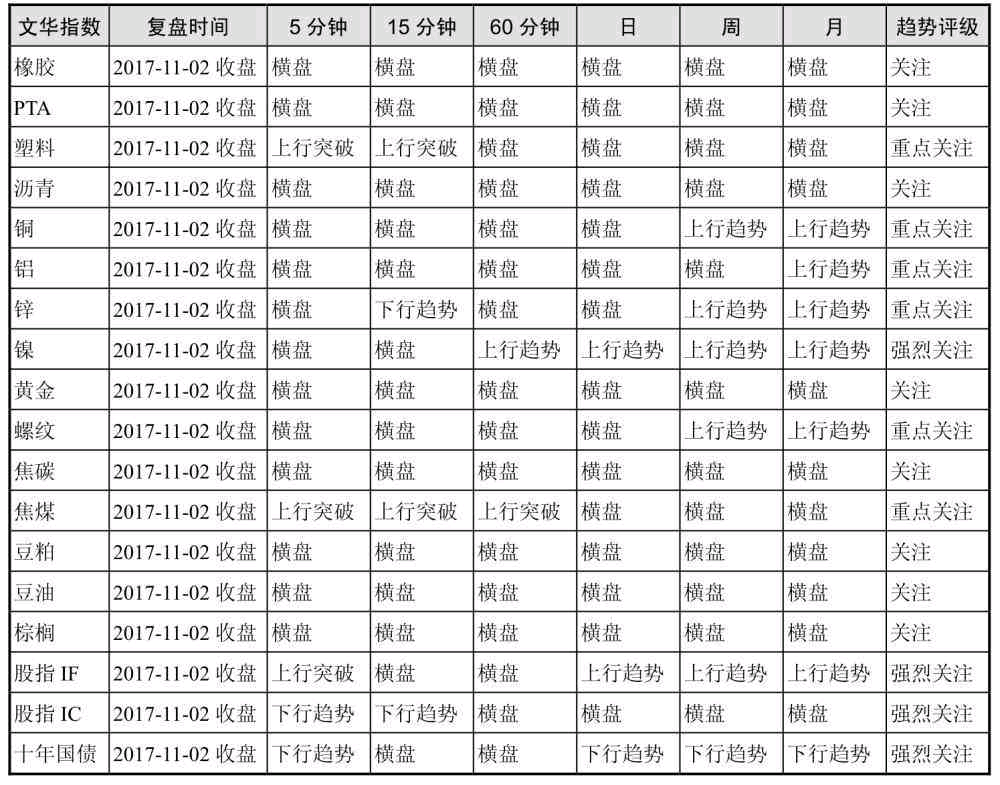 文华指数 复盘时间 5 分钟 15 分钟 60 分钟 日 周 月 趋势评级
橡胶 2017-11-02 收盘 横盘 横盘 横盘 横盘 横盘 横盘 关注
PTA 2017-11-02 收盘 横盘 横盘 横盘 横盘 横盘 横盘 关注
塑料 2017-11-02 收盘 上行突破 上行突破 横盘 横盘 横盘 横盘 重点关注
沥青 2017-11-02 收盘 横盘 横盘 横盘 横盘 横盘 横盘 关注
铜 2017-11-02 收盘 横盘 横盘 横盘 横盘 上行趋势 上行趋势 重点关注
铝 2017-11-02 收盘 横盘 横盘 横盘 横盘 横盘 上行趋势 重点关注
锌 2017-11-02 收盘 横盘 下行趋势 横盘 横盘 上行趋势 上行趋势 重点关注
镍 2017-11-02 收盘 横盘 横盘 上行趋势 上行趋势 上行趋势 上行趋势 强烈关注
黄金 2017-11-02 收盘 横盘 横盘 横盘 横盘 横盘 横盘 关注
螺纹 2017-11-02 收盘 横盘 横盘 横盘 横盘 上行趋势 上行趋势 重点关注
焦碳 2017-11-02 收盘 横盘 横盘 横盘 横盘 横盘 横盘 关注
焦煤 2017-11-02 收盘 上行突破 上行突破 上行突破 横盘 横盘 横盘 重点关注
豆粕 2017-11-02 收盘 横盘 横盘 横盘 横盘 横盘 横盘 关注
豆油 2017-11-02 收盘 横盘 横盘 横盘 横盘 横盘 横盘 关注
棕榈 2017-11-02 收盘 横盘 横盘 横盘 横盘 横盘 横盘 关注
股指 IF 2017-11-02 收盘 上行突破 横盘 横盘 上行趋势 上行趋势 上行趋势 强烈关注
股指 IC 2017-11-02 收盘 下行趋势 下行趋势 横盘 横盘 横盘 横盘 强烈关注
十年国债 2017-11-02 收盘 下行趋势 横盘 横盘 下行趋势 下行趋势 下行趋势 强烈关注